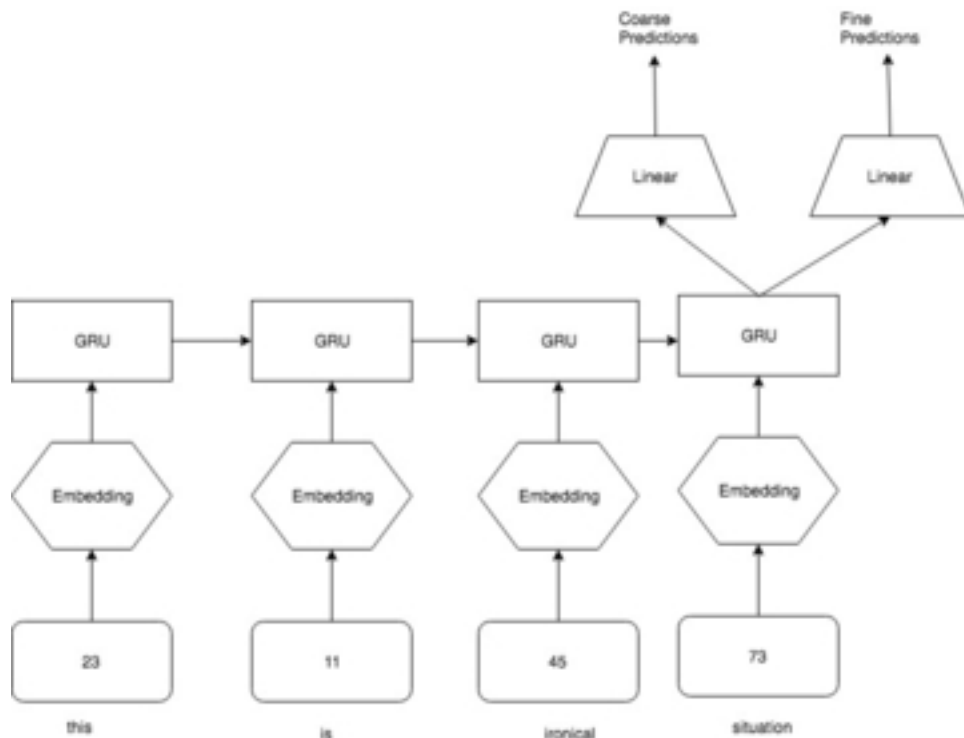 Coarse
Predictions
Fine
Predictions
Linear
Linear
GRU
GRU
GRU
GRU
Embedding
Embedding
Embedding
Embedding
23
11
45
73
this
is
ironical
situation